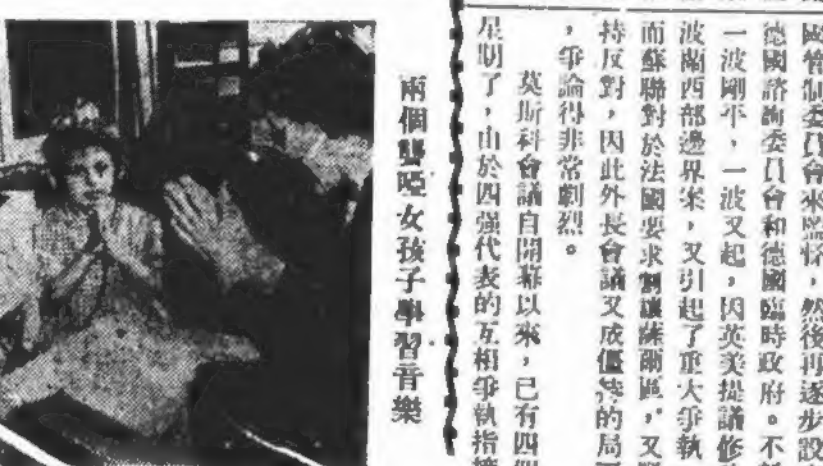 國管制委員會來監督,然後再逐步設
德國諮詢委員會和德國臨時政府。不
一波剛平,一波又起,因英美提議修
波蘭西部邊界案,又引起了重大爭執
而蘇聯對於法國要求割讓薩爾區,又
持反對,因此外長會議又成僵持的局
,爭論得非常劇烈。
莫斯科會議自開幕以來,已有四個
星期了,由於四强代表的互相爭執指
兩個聾啞女孩子學習音樂